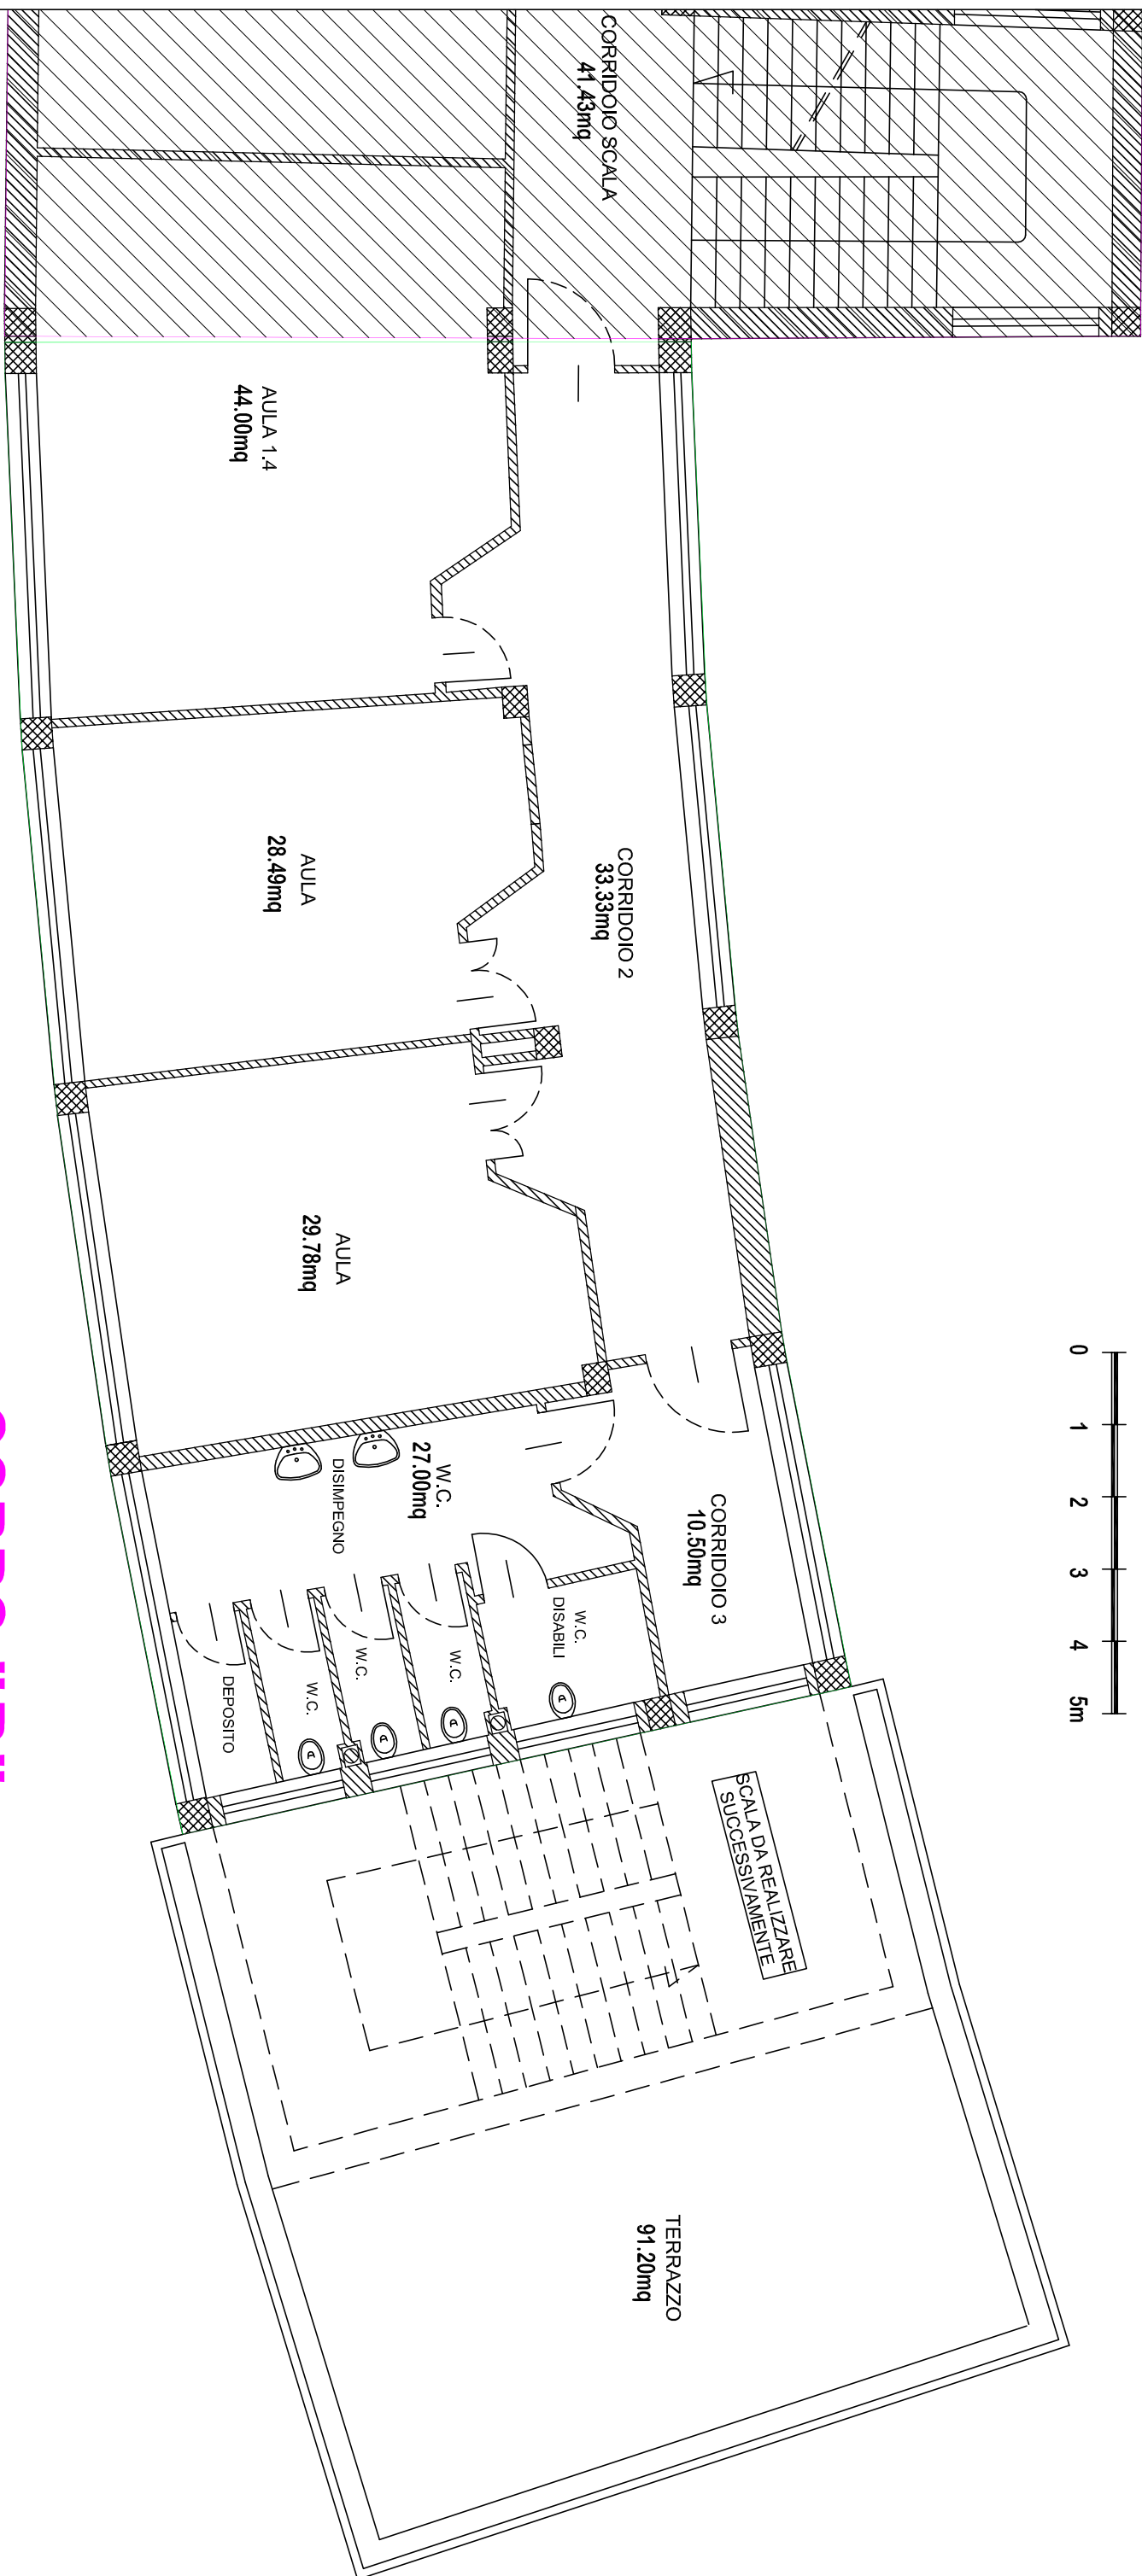 CORRIDOIO SCALA
41.43mq
AULA 1.4
44.00mq
CORRIDOIO 2
33.33mq
AULA
28.49mq
AULA
29.78mq
0 1 2 3 4 5m
W.C.
27.00mq
DISIMPEGNO
CORRIDOIO 3
10.50mq
W.C.
DISABILI
W.C.
W.C.
W.C.
DEPOSITO
SCALA DA REALIZZARE
SUCCESSIVAMENTE
TERRAZZO
91.20mq